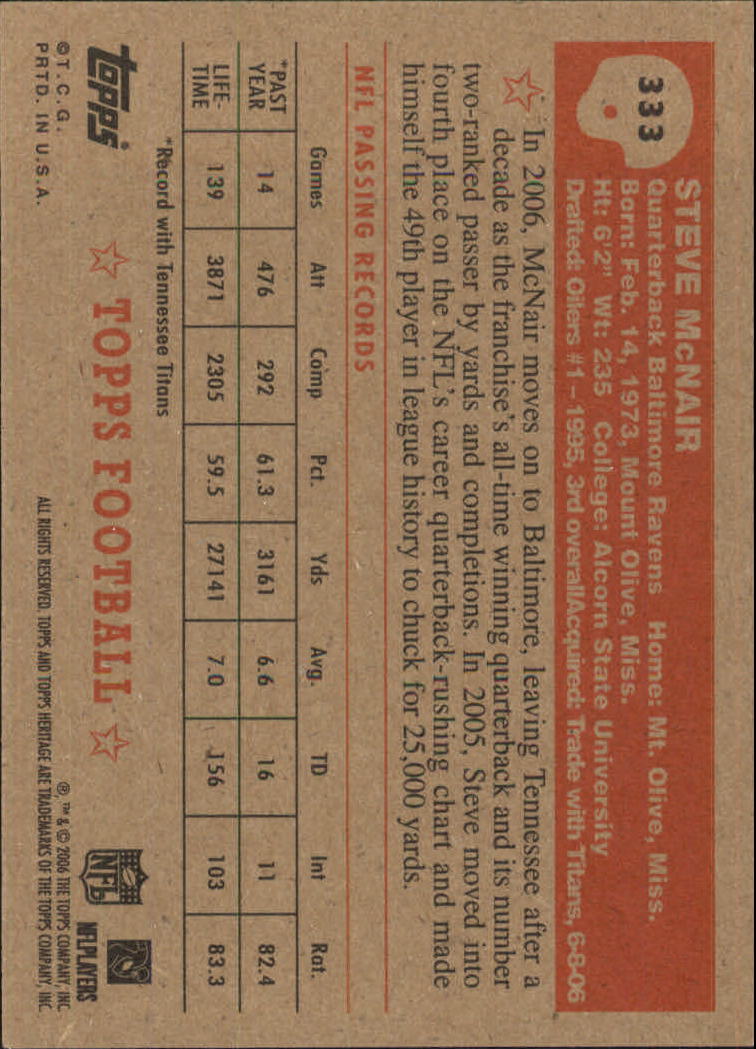 333
STEVE McNAIR
Quarterback Baltimore Ravens Home: Mt. Olive, Miss.
Born: Feb. 14, 1973, Mount Olive, Miss.
Ht: 6'2" Wt: 235 College: Alcorn State University
Drafted: Oilers #1 – 1995, 3rd overall Acquired: Trade with Titans, 6-8-06
In 2006, McNair moves on to Baltimore, leaving Tennessee after a
decade as the franchise's all-time winning quarterback and its number
two-ranked passer by yards and completions. In 2005, Steve moved into
fourth place on the NFL's career quarterback-rushing chart and made
himself the 49th player in league history to chuck for 25,000 yards.
NFL PASSING RECORDS
Games Att Comp Pct. Yds Avg. TD Int Rat.
*PAST YEAR 14 476 292 61.3 3161 6.6 16 11 82.4
LIFE-TIME 139 3871 2305 59.5 27141 7.0 156 103 83.3
*Record with Tennessee Titans
topps®
TOPPS FOOTBALL
NFL
NFLPLAYERS
©T.C.G.
PRTD. IN U.S.A.
®, ™ & © 2006 THE TOPPS COMPANY, INC.
ALL RIGHTS RESERVED. TOPPS AND TOPPS HERITAGE ARE TRADEMARKS OF THE TOPPS COMPANY, INC.